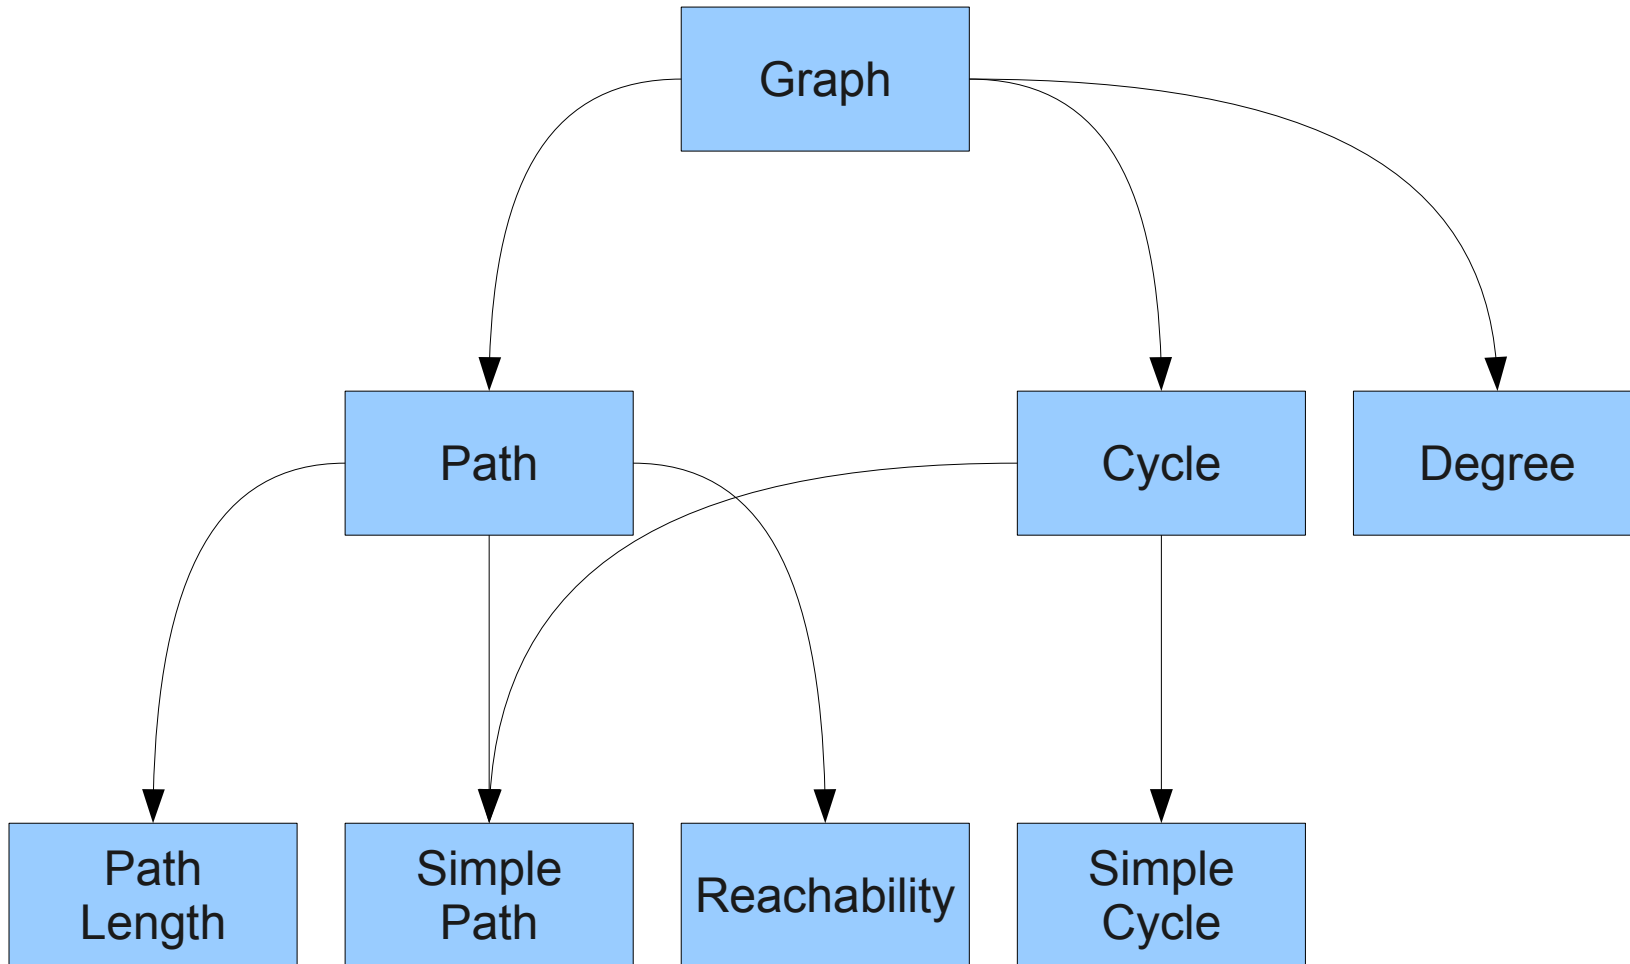 Graph
Path
Cycle
Degree
Path
Length
Simple
Path
Reachability
Simple
Cycle